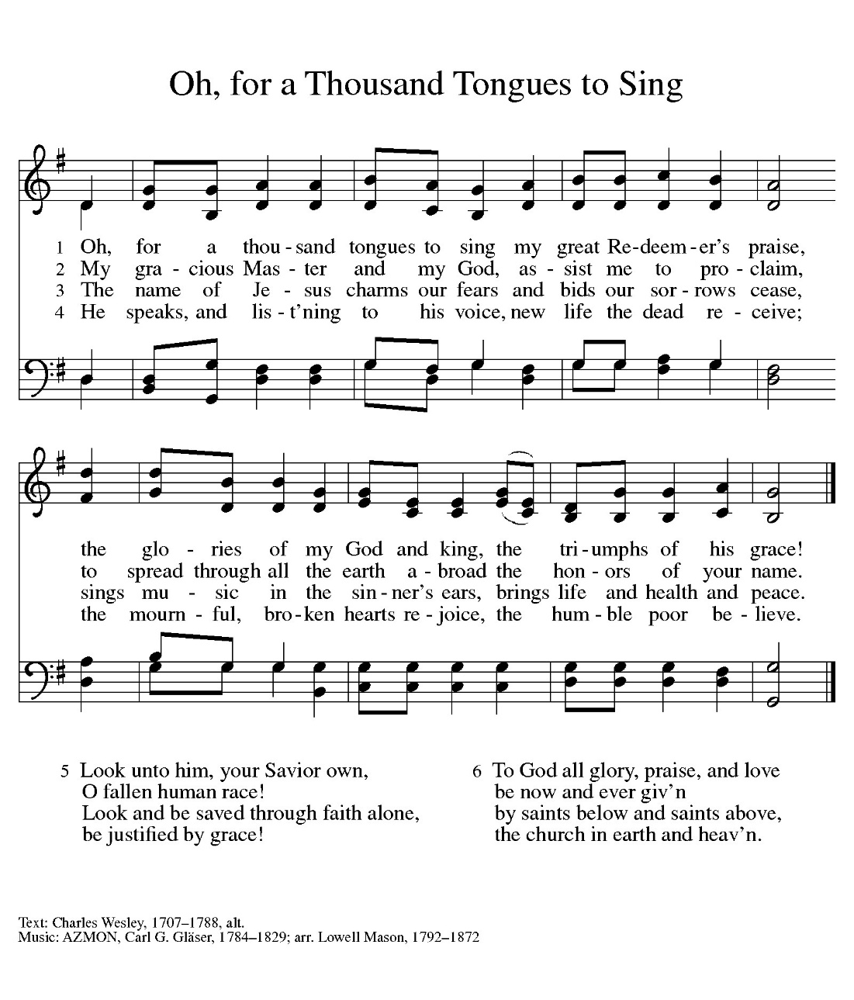 Oh, for a Thousand Tongues to Sing
1 Oh, for a thou - sand tongues to sing my great Re - deem - er's praise,
2 My gra - cious Mas - ter and my God, as - sist me to pro - claim,
3 The name of Je - sus charms our fears and bids our sor - rows cease,
4 He speaks, and lis - t'ning to his voice, new life the dead re - ceive;
the glo - ries of my God and king, the tri - umphs of his grace!
to spread through all the earth a - broad the hon - ors of your name.
sings mu - sic in the sin - ner's ears, brings life and health and peace.
the mourn - ful, bro - ken hearts re - joice, the hum - ble poor be - lieve.
5 Look unto him, your Savior own,
O fallen human race!
Look and be saved through faith alone,
be justified by grace!
6 To God all glory, praise, and love
be now and ever giv'n
by saints below and saints above,
the church in earth and heav'n.
Text: Charles Wesley, 1707–1788, alt.
Music: AZMON, Carl G. Gläser, 1784–1829; arr. Lowell Mason, 1792–1872